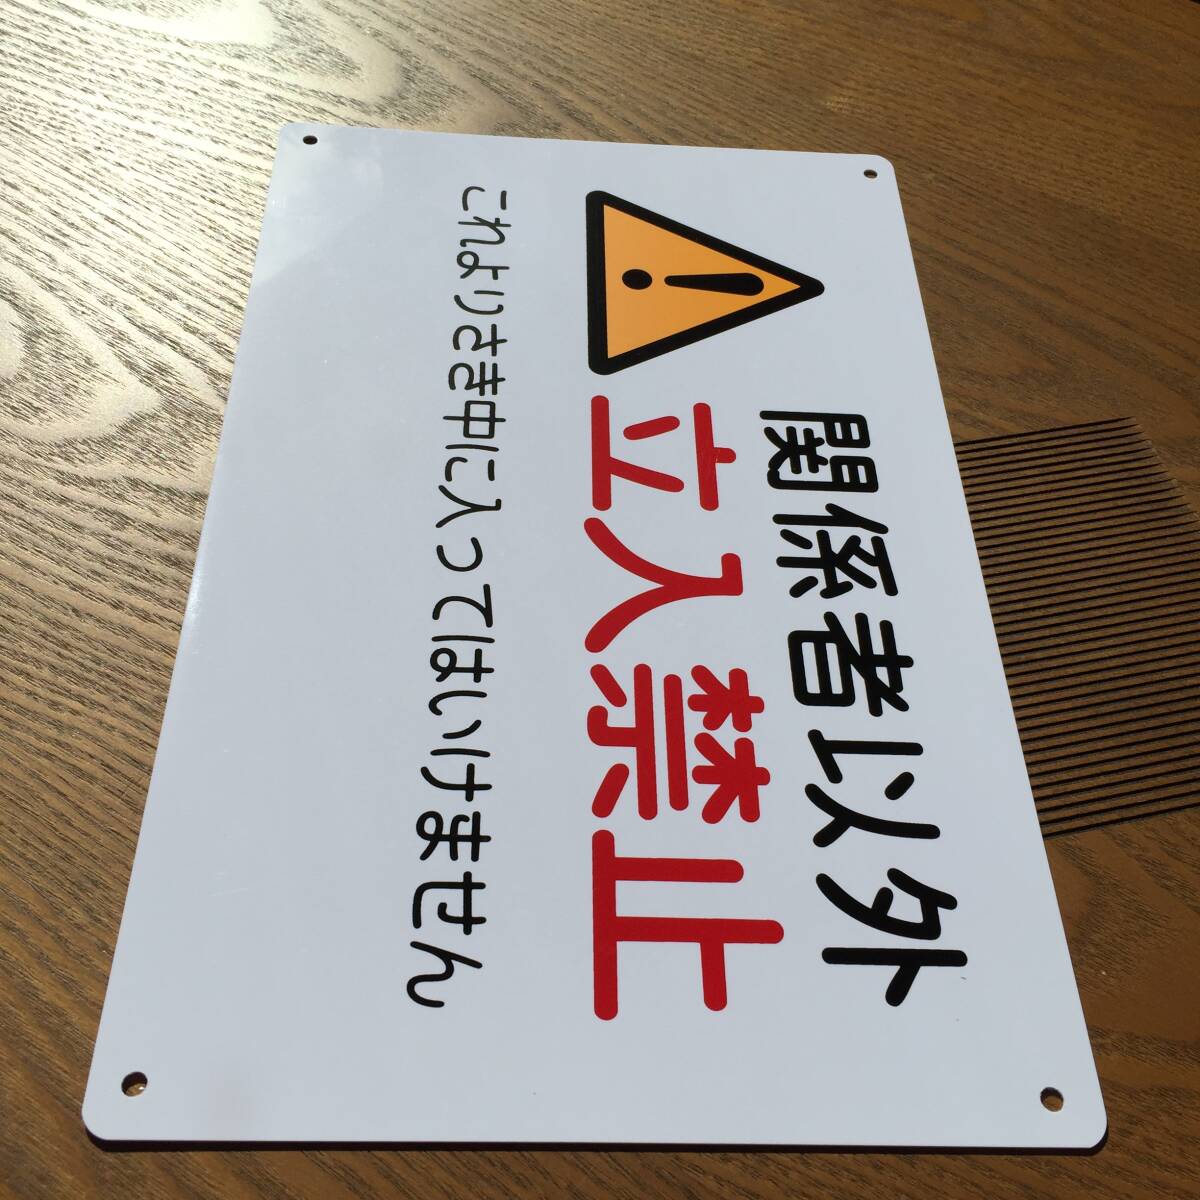 関係者以外
立入禁止
これよりさき中に入ってはいけません